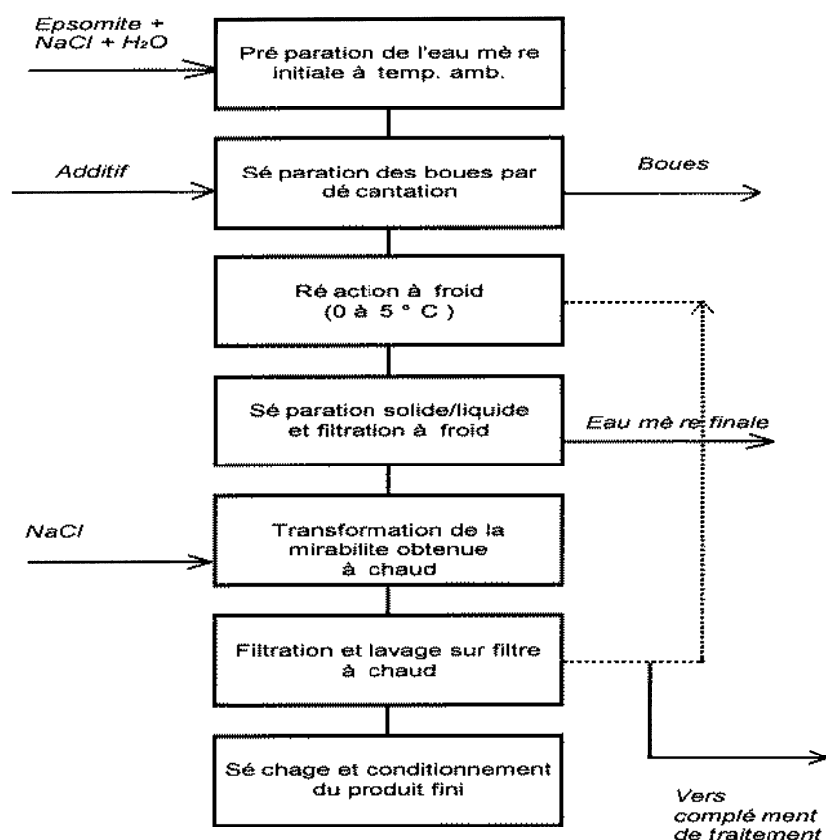 Epsomite +
NaCl + H₂O
Pré paration de l'eau mè re
initiale à temp. amb.
Additif
Sé paration des boues par
dé cantation
Boues
Ré action à froid
(0 à 5 ° C )
Sé paration solide/liquide
et filtration à froid
Eau mè re finale
NaCl
Transformation de la
mirabilite obtenue
à chaud
Filtration et lavage sur filtre
à chaud
Sé chage et conditionnement
du produit fini
Vers
complé ment
de traitement